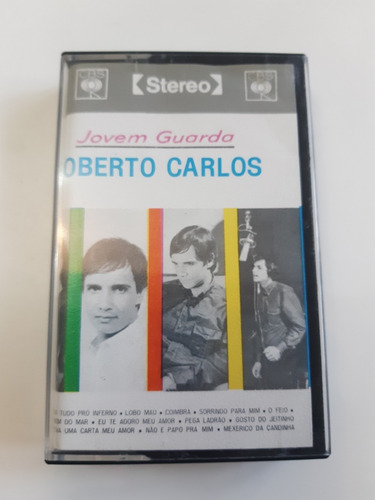 CBS
Stereo
CBS
Jovem Guarda
OBERTO CARLOS
TUDO PRO INFERNO • LOBO MAU • COIMBRA • SORRINDO PARA MIM • O FEIO •
DO MAR • EU TE ADORO MEU AMOR • PEGA LADRÃO • GOSTO DO JEITINHO
UMA CARTA MEU AMOR • NÃO É PAPO PRA MIM • MEXERICO DA CANDINHA